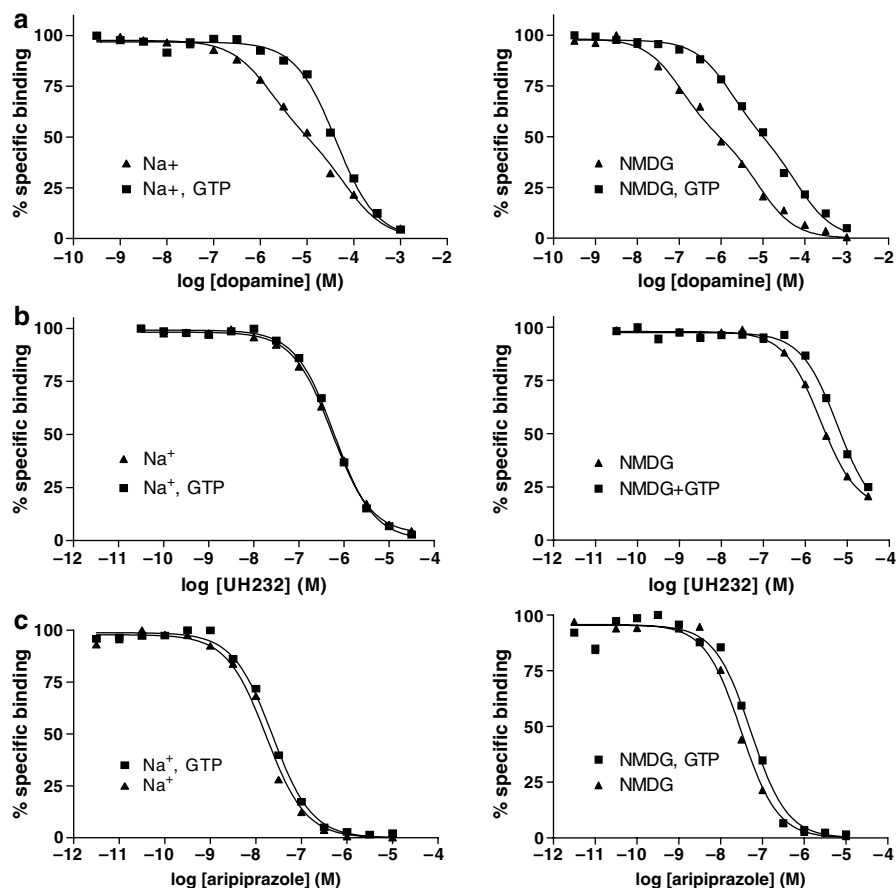 a
% specific binding
100
75
50
25
0
Na+
Na+, GTP
−10 −9 −8 −7 −6 −5 −4 −3 −2
log [dopamine] (M)
% specific binding
100
75
50
25
0
NMDG
NMDG, GTP
−10 −9 −8 −7 −6 −5 −4 −3 −2
log [dopamine] (M)
b
% specific binding
100
75
50
25
0
Na⁺
Na⁺, GTP
−12 −11 −10 −9 −8 −7 −6 −5 −4
log [UH232] (M)
% specific binding
100
75
50
25
0
NMDG
NMDG+GTP
−12 −11 −10 −9 −8 −7 −6 −5 −4
log [UH232] (M)
c
% specific binding
100
75
50
25
0
Na⁺, GTP
Na⁺
−12 −11 −10 −9 −8 −7 −6 −5 −4
log [aripiprazole] (M)
% specific binding
100
75
50
25
0
NMDG, GTP
NMDG
−12 −11 −10 −9 −8 −7 −6 −5 −4
log [aripiprazole] (M)